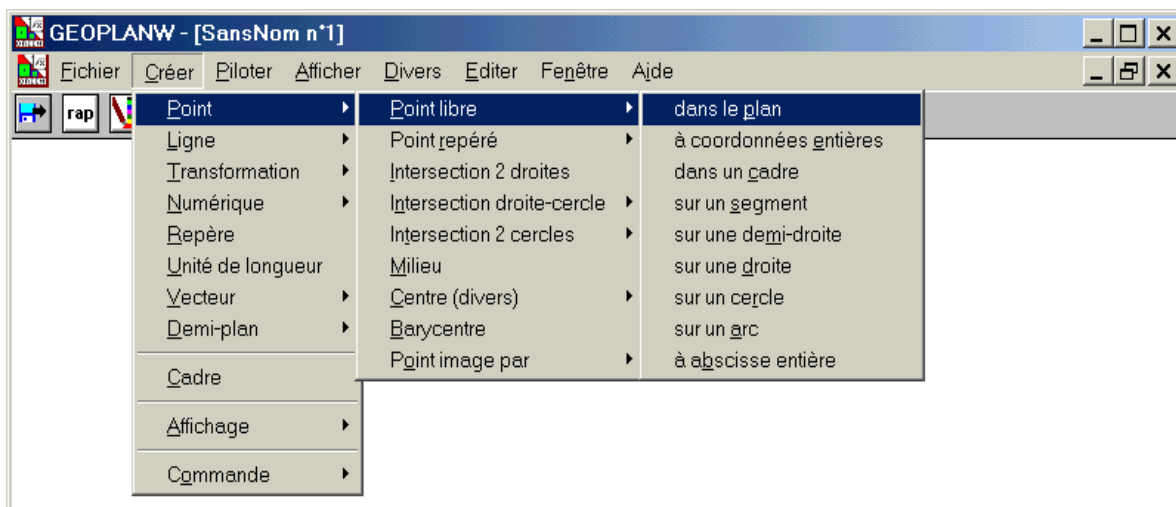 GEOPLANW - [SansNom n°1]
Fichier Créer Piloter Afficher Divers Editer Fenêtre Aide
rap
Point
Ligne
Transformation
Numérique
Repère
Unité de longueur
Vecteur
Demi-plan
Cadre
Affichage
Commande
Point libre
Point repéré
Intersection 2 droites
Intersection droite-cercle
Intersection 2 cercles
Milieu
Centre (divers)
Barycentre
Point image par
dans le plan
à coordonnées entières
dans un cadre
sur un segment
sur une demi-droite
sur une droite
sur un cercle
sur un arc
à abscisse entière